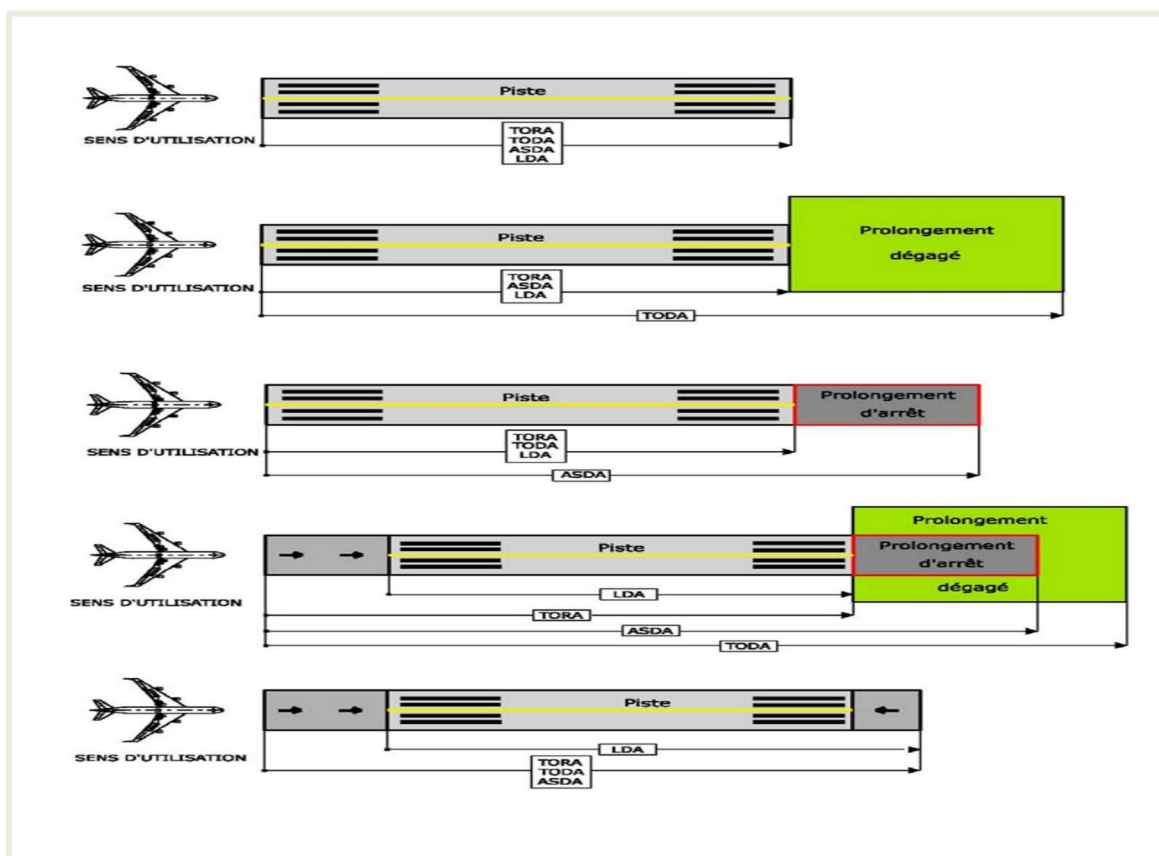 Piste
SENS D'UTILISATION
TORA
TODA
ASDA
LDA
Piste
Prolongement
dégagé
SENS D'UTILISATION
TORA
ASDA
LDA
TODA
Piste
Prolongement
d'arrêt
SENS D'UTILISATION
TORA
TODA
LDA
ASDA
Prolongement
Piste
Prolongement
d'arrêt
dégagé
SENS D'UTILISATION
LDA
TORA
ASDA
TODA
Piste
SENS D'UTILISATION
LDA
TORA
TODA
ASDA